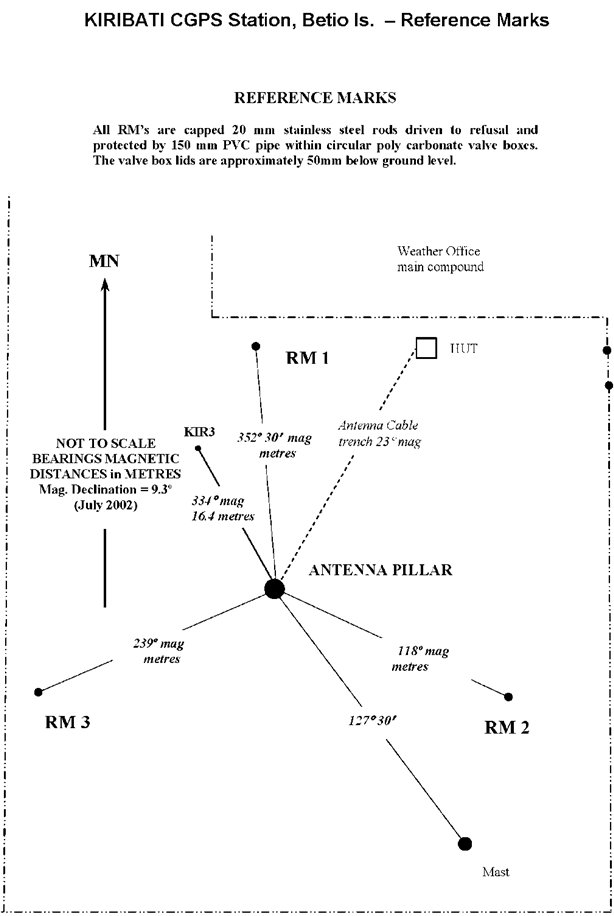 KIRIBATI CGPS Station, Betio Is. – Reference Marks
REFERENCE MARKS
All RM's are capped 20 mm stainless steel rods driven to refusal and
protected by 150 mm PVC pipe within circular poly carbonate valve boxes.
The valve box lids are approximately 50mm below ground level.
Weather Office
main compound
MN
RM 1
HUT
KIR3
352° 30′ mag
metres
Antenna Cable
trench 23° mag
NOT TO SCALE
BEARINGS MAGNETIC
DISTANCES in METRES
Mag. Declination = 9.3°
(July 2002)
334° mag
16.4 metres
ANTENNA PILLAR
239° mag
metres
118° mag
metres
RM 3
127° 30′
RM 2
Mast